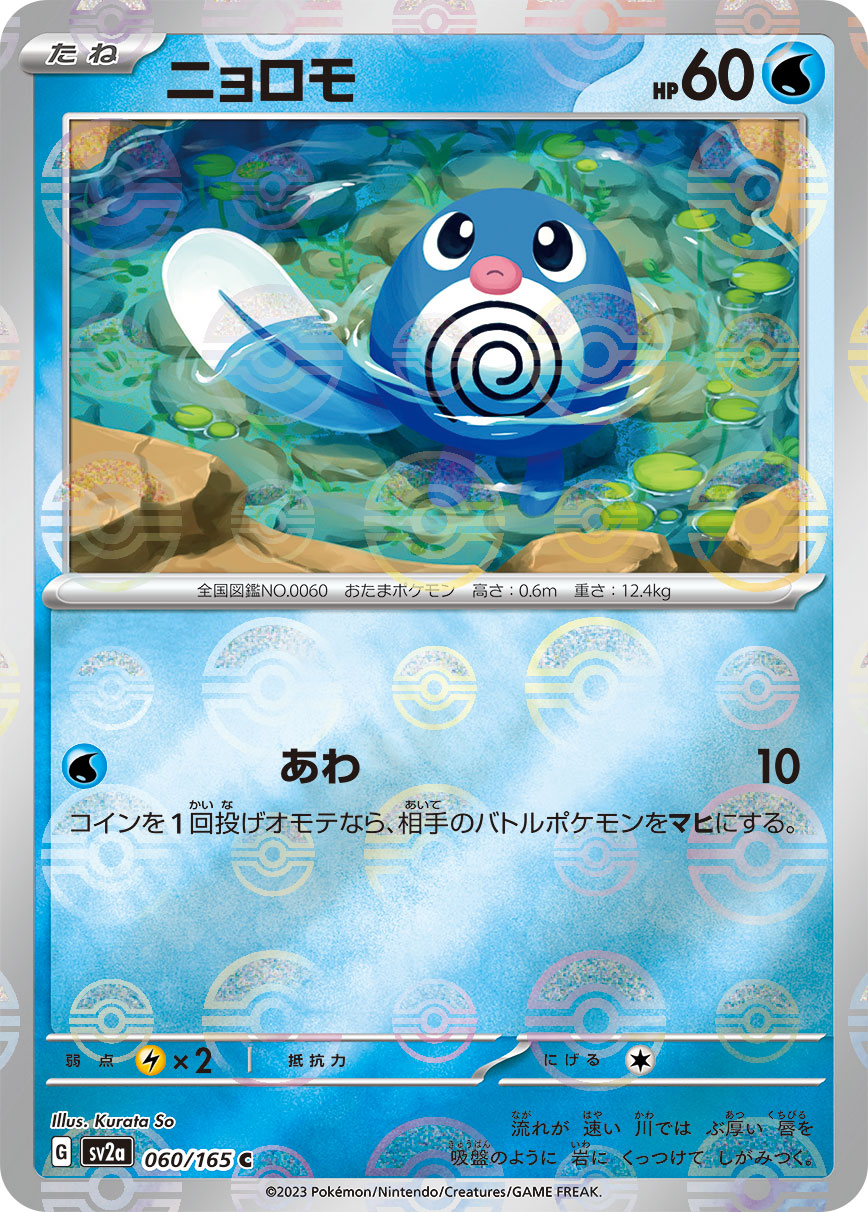 たね
ニョロモ
HP60
全国図鑑NO.0060 おたまポケモン 高さ:0.6m 重さ:12.4kg
あわ 10
コインを1回投げオモテなら、相手のバトルポケモンをマヒにする。
弱点 ×2 抵抗力 にげる
Illus. Kurata So
流れが 速い 川では ぶ厚い 唇を
吸盤のように 岩に くっつけて しがみつく。
G sv2a 060/165 C
©2023 Pokémon/Nintendo/Creatures/GAME FREAK.